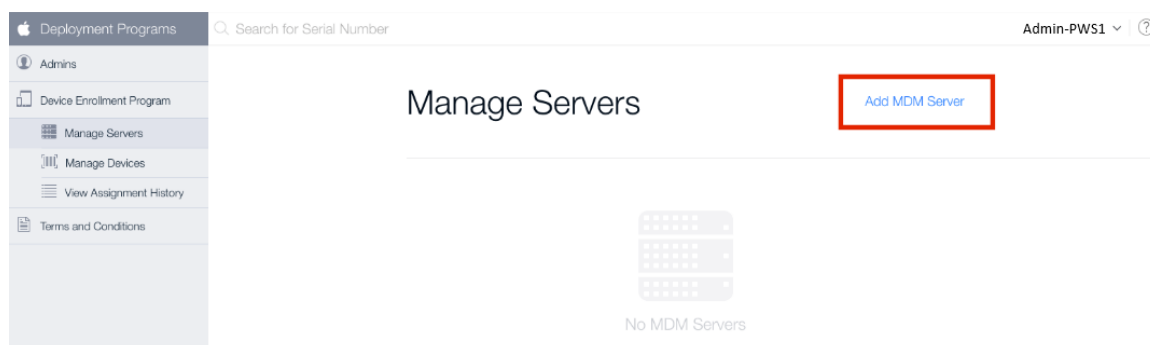 Deployment Programs
Search for Serial Number
Admin-PWS1
?
Admins
Device Enrollment Program
Manage Servers
Manage Devices
View Assignment History
Terms and Conditions
Manage Servers
Add MDM Server
No MDM Servers